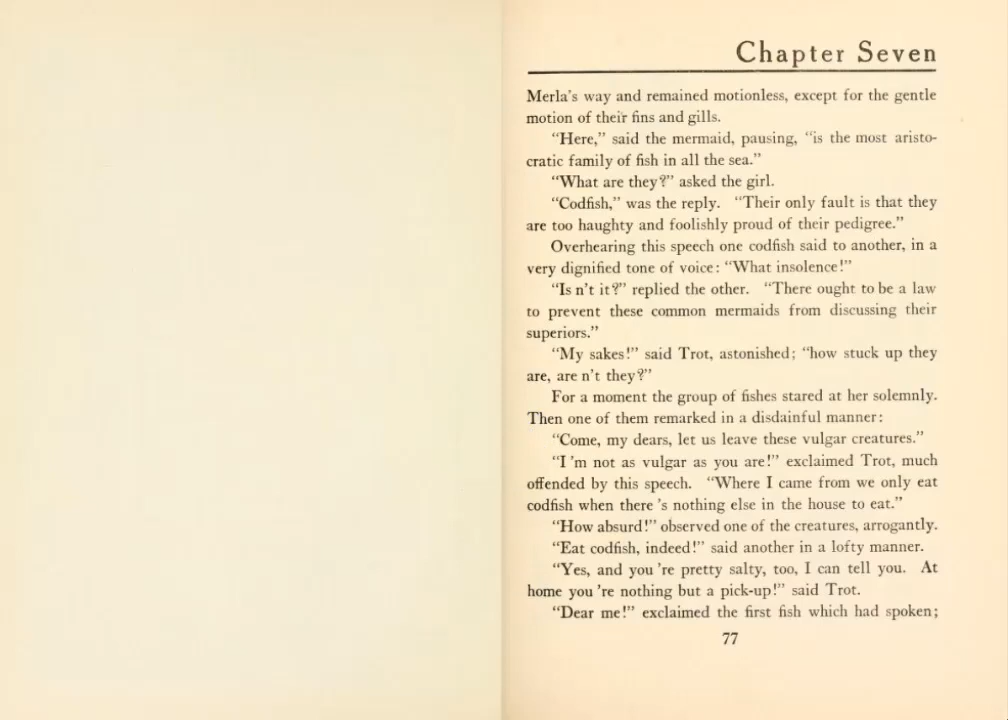 Chapter Seven
Merla's way and remained motionless, except for the gentle
motion of their fins and gills.
"Here," said the mermaid, pausing, "is the most aristo-
cratic family of fish in all the sea."
"What are they?" asked the girl.
"Codfish," was the reply. "Their only fault is that they
are too haughty and foolishly proud of their pedigree."
Overhearing this speech one codfish said to another, in a
very dignified tone of voice: "What insolence!"
"Is n't it?" replied the other. "There ought to be a law
to prevent these common mermaids from discussing their
superiors."
"My sakes!" said Trot, astonished; "how stuck up they
are, are n't they?"
For a moment the group of fishes stared at her solemnly.
Then one of them remarked in a disdainful manner:
"Come, my dears, let us leave these vulgar creatures."
"I 'm not as vulgar as you are!" exclaimed Trot, much
offended by this speech. "Where I came from we only eat
codfish when there 's nothing else in the house to eat."
"How absurd!" observed one of the creatures, arrogantly.
"Eat codfish, indeed!" said another in a lofty manner.
"Yes, and you 're pretty salty, too, I can tell you. At
home you 're nothing but a pick-up!" said Trot.
"Dear me!" exclaimed the first fish which had spoken;
77